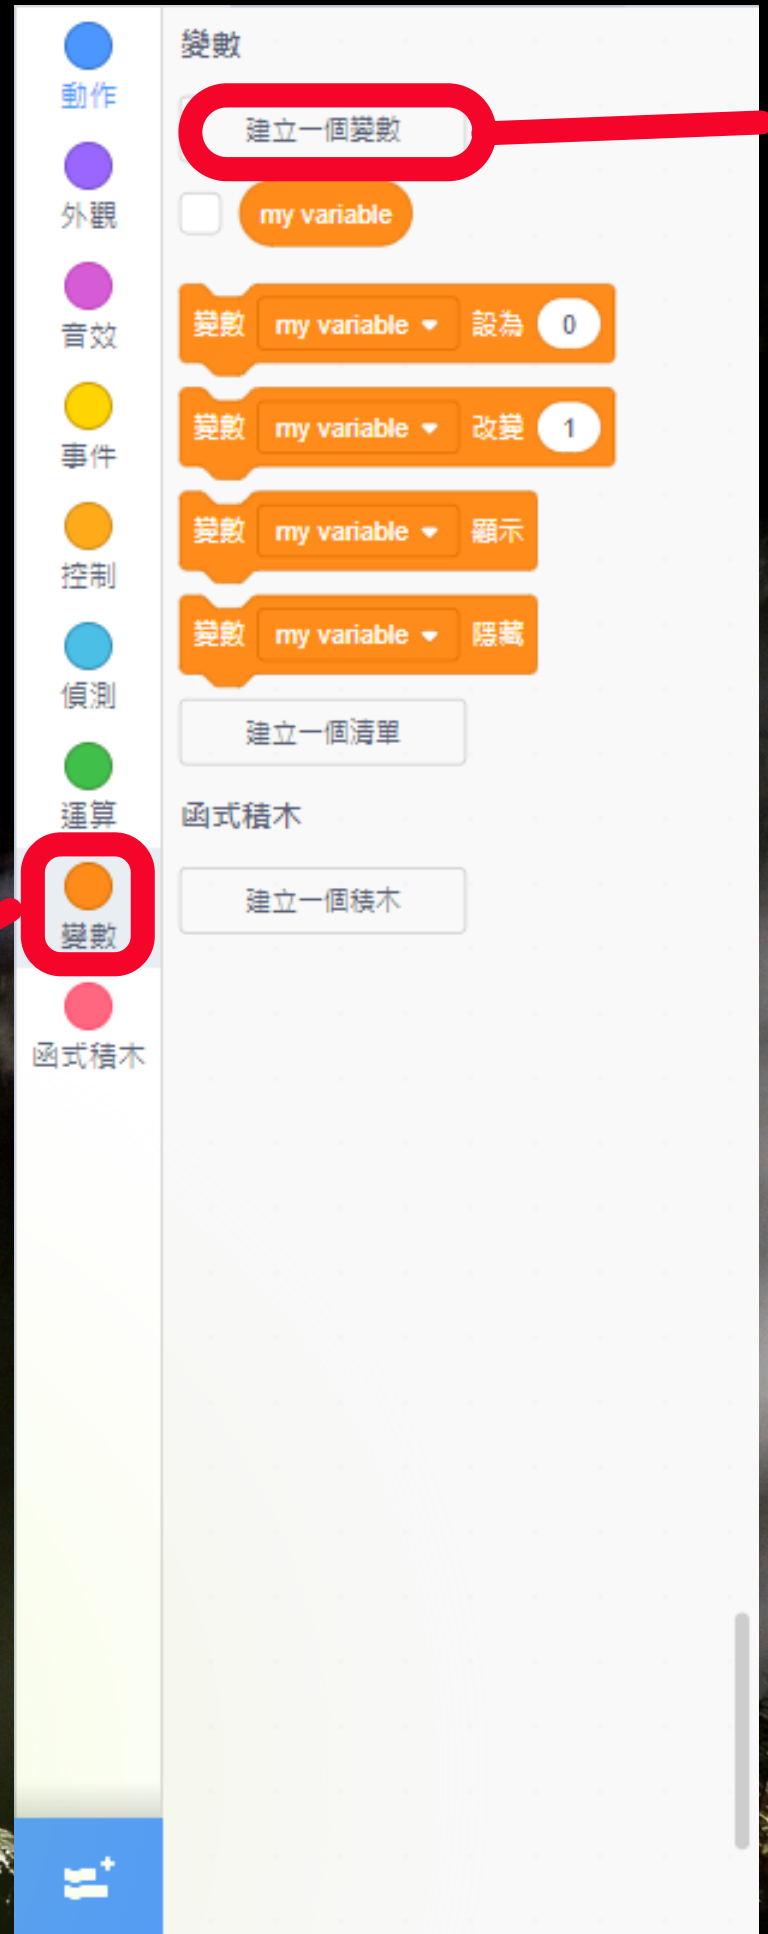 動作
外觀
音效
事件
控制
偵測
運算
變數
函式積木
變數
建立一個變數
my variable
變數 my variable 設為 0
變數 my variable 改變 1
變數 my variable 顯示
變數 my variable 隱藏
建立一個清單
函式積木
建立一個積木